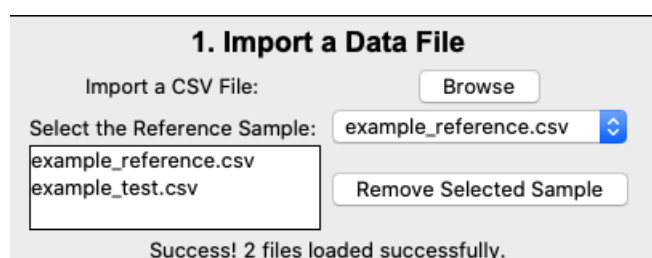 1. Import a Data File
Import a CSV File: Browse
Select the Reference Sample: example_reference.csv
example_reference.csv
example_test.csv
Remove Selected Sample
Success! 2 files loaded successfully.